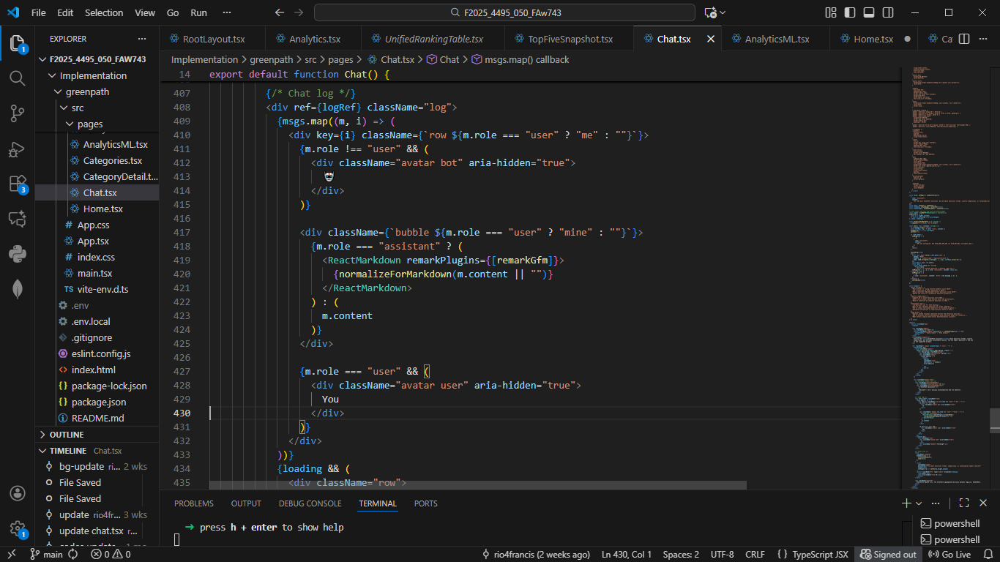 File Edit Selection View Go Run ··· F2025_4495_050_FAw743
EXPLORER ···
F2025_4495_050_FAW743
Implementation
greenpath
src
pages
AnalyticsML.tsx
Categories.tsx
CategoryDetail.t...
Chat.tsx
Home.tsx
App.css
App.tsx
index.css
main.tsx
TS vite-env.d.ts
.env
.env.local
.gitignore
eslint.config.js
index.html
package-lock.json
package.json
README.md
OUTLINE
TIMELINE Chat.tsx
bg-update ri... 2 wks
File Saved
File Saved
update rio4fr... 3 wks
update chat.tsx r...
1
3
1
RootLayout.tsx Analytics.tsx UnifiedRankingTable.tsx TopFiveSnapshot.tsx Chat.tsx AnalyticsML.tsx Home.tsx Ca ···
Implementation > greenpath > src > pages > Chat.tsx > Chat > msgs.map() callback
14 export default function Chat() {
407 {/* Chat log */}
408 <div ref={logRef} className="log">
409 {msgs.map((m, i) => (
410 <div key={i} className={`row ${m.role === "user" ? "me" : ""}`}>
411 {m.role !== "user" && (
412 <div className="avatar bot" aria-hidden="true">
413 🤖
414 </div>
415 )}
416
417 <div className={`bubble ${m.role === "user" ? "mine" : ""}`}>
418 {m.role === "assistant" ? (
419 <ReactMarkdown remarkPlugins={[remarkGfm]}>
420 {normalizeForMarkdown(m.content || "")}
421 </ReactMarkdown>
422 ) : (
423 m.content
424 )}
425 </div>
426
427 {m.role === "user" && (
428 <div className="avatar user" aria-hidden="true">
429 You
430 </div>
431 )}
432 </div>
433 ))}
434 {loading && (
435 <div className="row">
PROBLEMS OUTPUT DEBUG CONSOLE TERMINAL PORTS
➜ press h + enter to show help
powershell
powershell
main 0 0 rio4francis (2 weeks ago) Ln 430, Col 1 Spaces: 2 UTF-8 CRLF { } TypeScript JSX Signed out Go Live